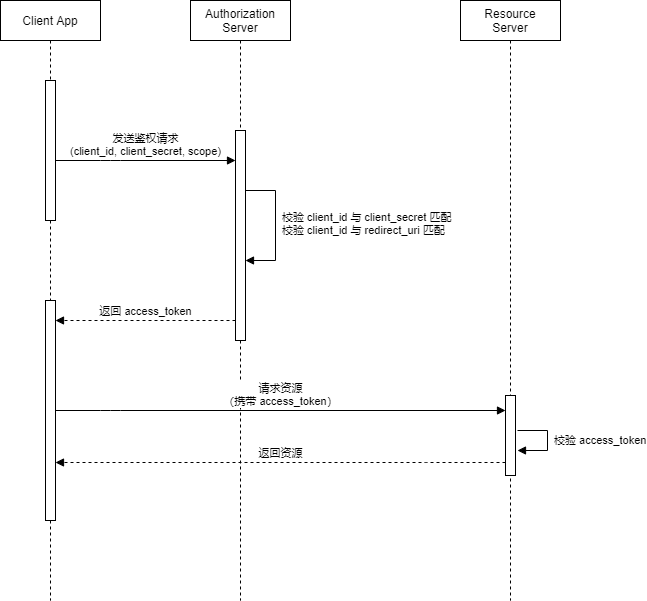 Client App
Authorization
Server
Resource
Server
发送鉴权请求
(client_id, client_secret, scope)
校验 client_id 与 client_secret 匹配
校验 client_id 与 redirect_uri 匹配
返回 access_token
请求资源
（携带 access_token）
校验 access_token
返回资源